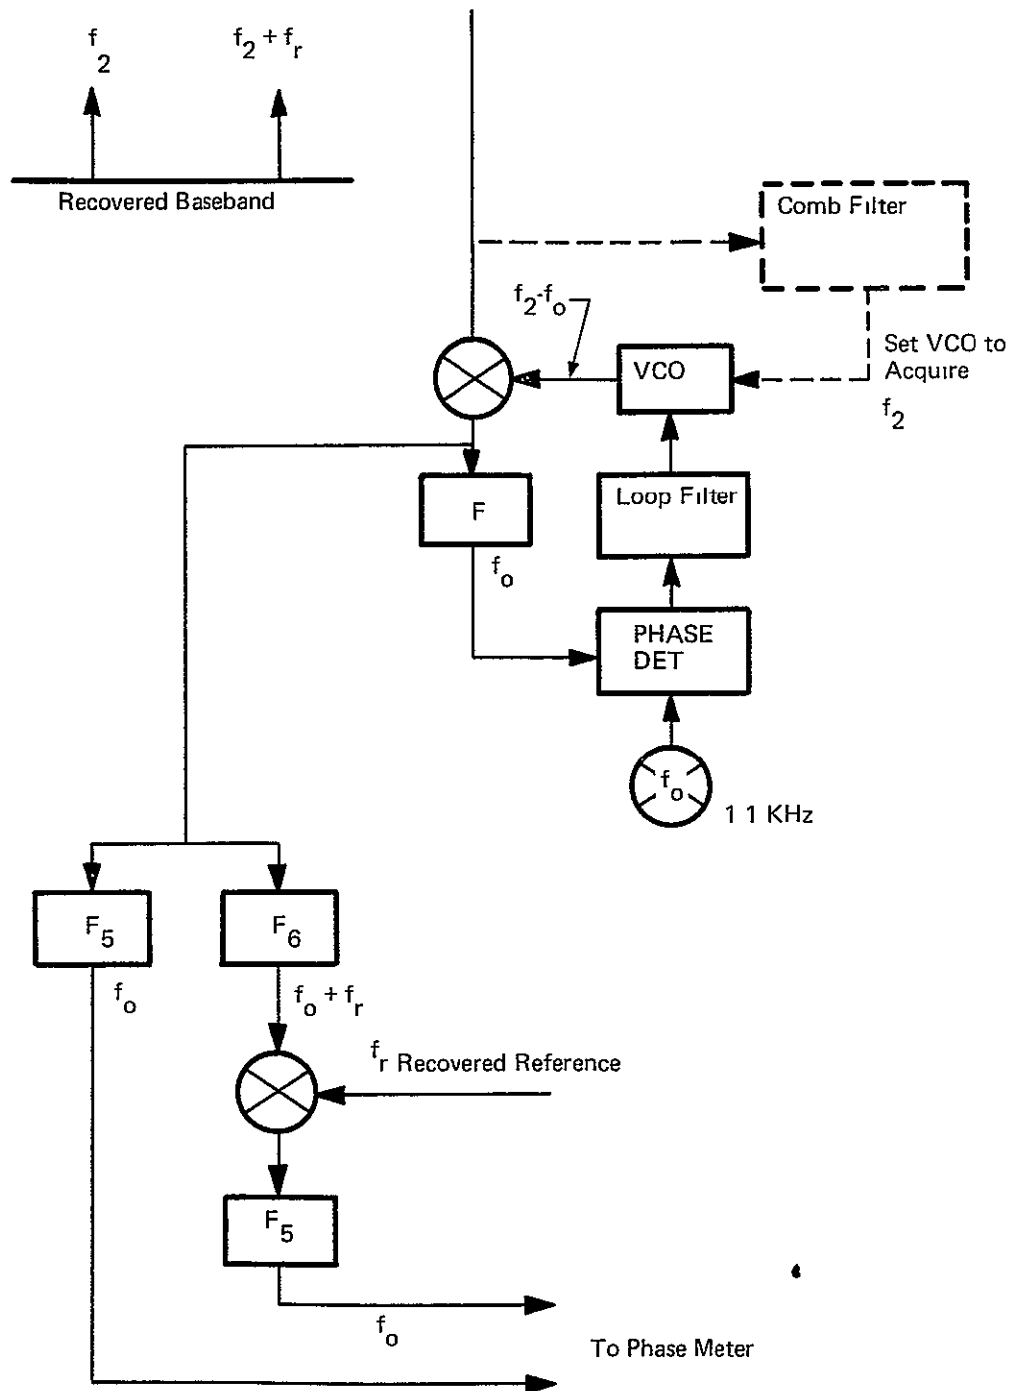 f2
f2 + fr
Recovered Baseband
Comb Filter
f2-fo
VCO
Set VCO to
Acquire
f2
Loop Filter
F
fo
PHASE
DET
fo
1 1 KHz
F5
F6
fo
fo + fr
fr Recovered Reference
F5
fo
To Phase Meter